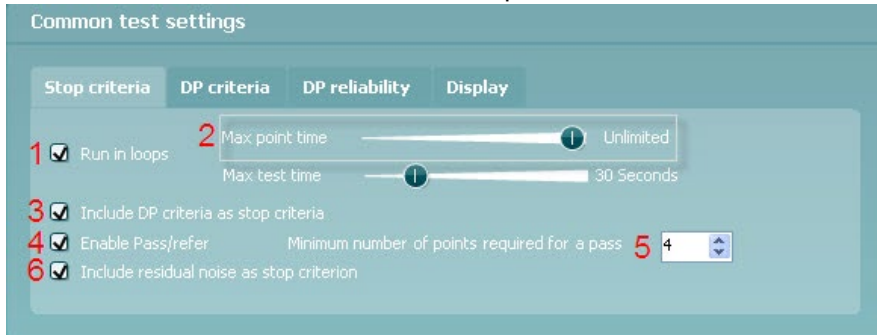 Common test settings
Stop criteria DP criteria DP reliability Display
2 Max point time Unlimited
1 Run in loops
Max test time 30 Seconds
3 Include DP criteria as stop criteria
4 Enable Pass/refer Minimum number of points required for a pass 5 4
6 Include residual noise as stop criterion